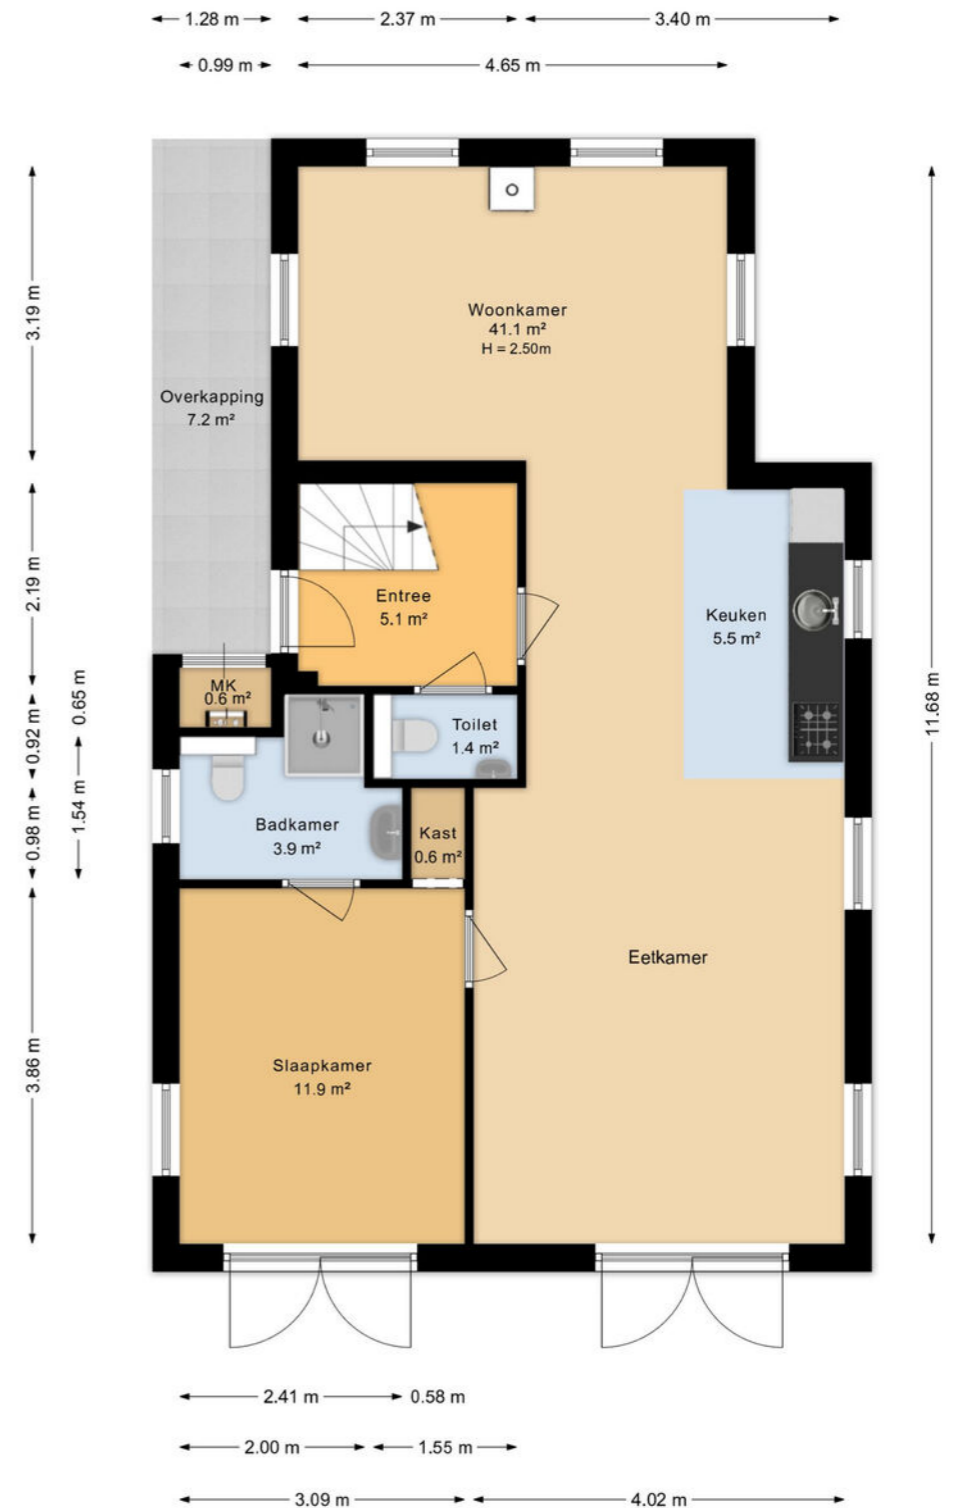 1.28 m
2.37 m
3.40 m
0.99 m
4.65 m
3.19 m
Woonkamer
41.1 m²
H = 2.50m
Overkapping
7.2 m²
2.19 m
Entree
5.1 m²
Keuken
5.5 m²
11.68 m
MK
0.6 m²
0.65 m
0.92 m
Toilet
1.4 m²
1.54 m
0.98 m
Badkamer
3.9 m²
Kast
0.6 m²
Eetkamer
3.86 m
Slaapkamer
11.9 m²
2.41 m
0.58 m
2.00 m
1.55 m
3.09 m
4.02 m